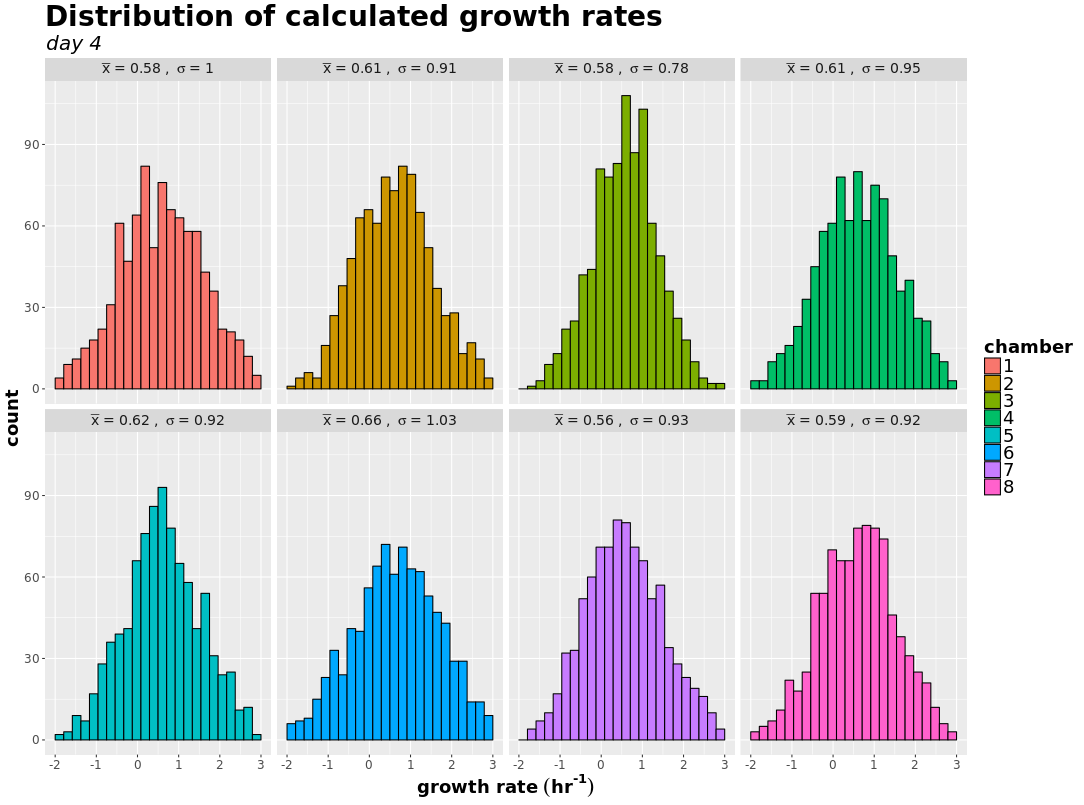 Distribution of calculated growth rates
day 4
x̅ = 0.58 , σ = 1
x̅ = 0.61 , σ = 0.91
x̅ = 0.58 , σ = 0.78
x̅ = 0.61 , σ = 0.95
90
60
30
0
x̅ = 0.62 , σ = 0.92
x̅ = 0.66 , σ = 1.03
x̅ = 0.56 , σ = 0.93
x̅ = 0.59 , σ = 0.92
90
60
30
0
-2 -1 0 1 2 3
-2 -1 0 1 2 3
-2 -1 0 1 2 3
-2 -1 0 1 2 3
count
growth rate (hr⁻¹)
chamber
1
2
3
4
5
6
7
8